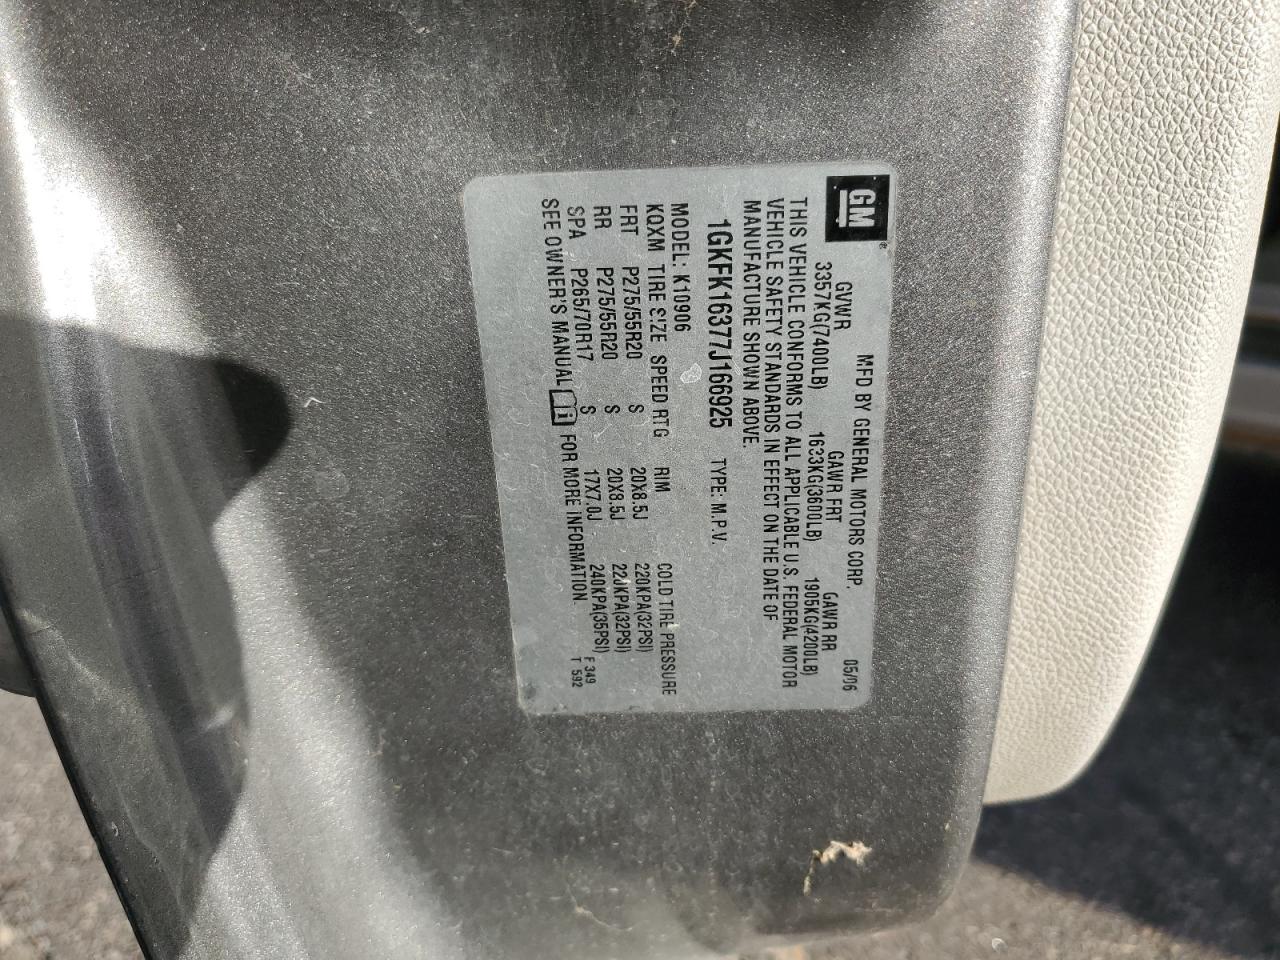 GM
MFD BY GENERAL MOTORS CORP. 05/06
GVWR GAWR FRT GAWR RR
3357KG(7400LB) 1633KG(3600LB) 1905KG(4200LB)
THIS VEHICLE CONFORMS TO ALL APPLICABLE U.S. FEDERAL MOTOR
VEHICLE SAFETY STANDARDS IN EFFECT ON THE DATE OF
MANUFACTURE SHOWN ABOVE.
1GKFK16377J166925 TYPE: M.P.V.
MODEL: K10906
KQXM TIRE SIZE SPEED RTG RIM COLD TIRE PRESSURE
FRT P275/55R20 S 20X8.5J 220KPA(32PSI)
RR P275/55R20 S 20X8.5J 220KPA(32PSI)
SPA P265/70R17 S 17X7.0J 240KPA(35PSI)
SEE OWNER'S MANUAL i FOR MORE INFORMATION.
F 349
T 592